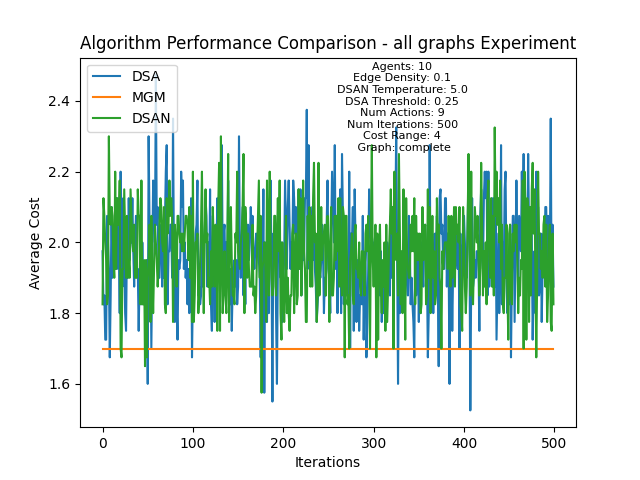 Algorithm Performance Comparison - all graphs Experiment
DSA
MGM
DSAN
Agents: 10
Edge Density: 0.1
DSAN Temperature: 5.0
DSA Threshold: 0.25
Num Actions: 9
Num Iterations: 500
Cost Range: 4
Graph: complete
Average Cost
2.4
2.2
2.0
1.8
1.6
0
100
200
300
400
500
Iterations